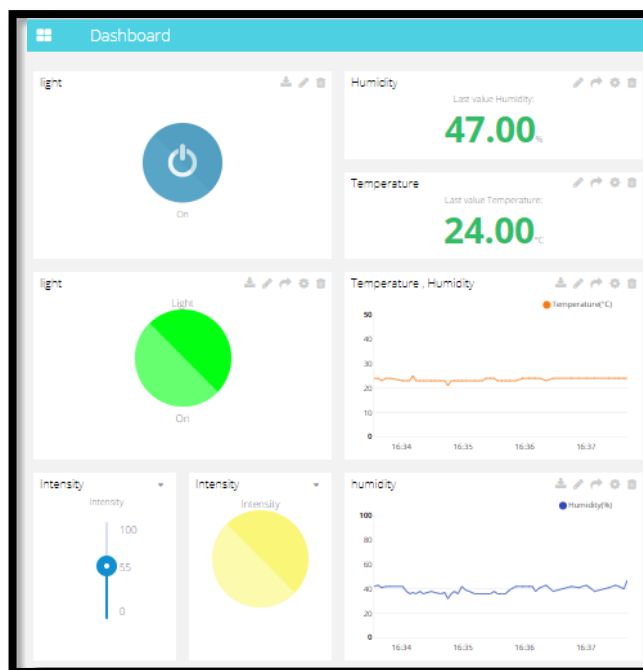 Dashboard
light
On
Humidity
Last value Humidity:
47.00%
Temperature
Last value Temperature:
24.00°C
light
Light
On
Temperature , Humidity
Temperature(°C)
50
40
30
20
10
0
16:34 16:35 16:36 16:37
Intensity
Intensity
100
55
0
Intensity
Intensity
humidity
Humidity(%)
100
80
60
40
20
0
16:34 16:35 16:36 16:37